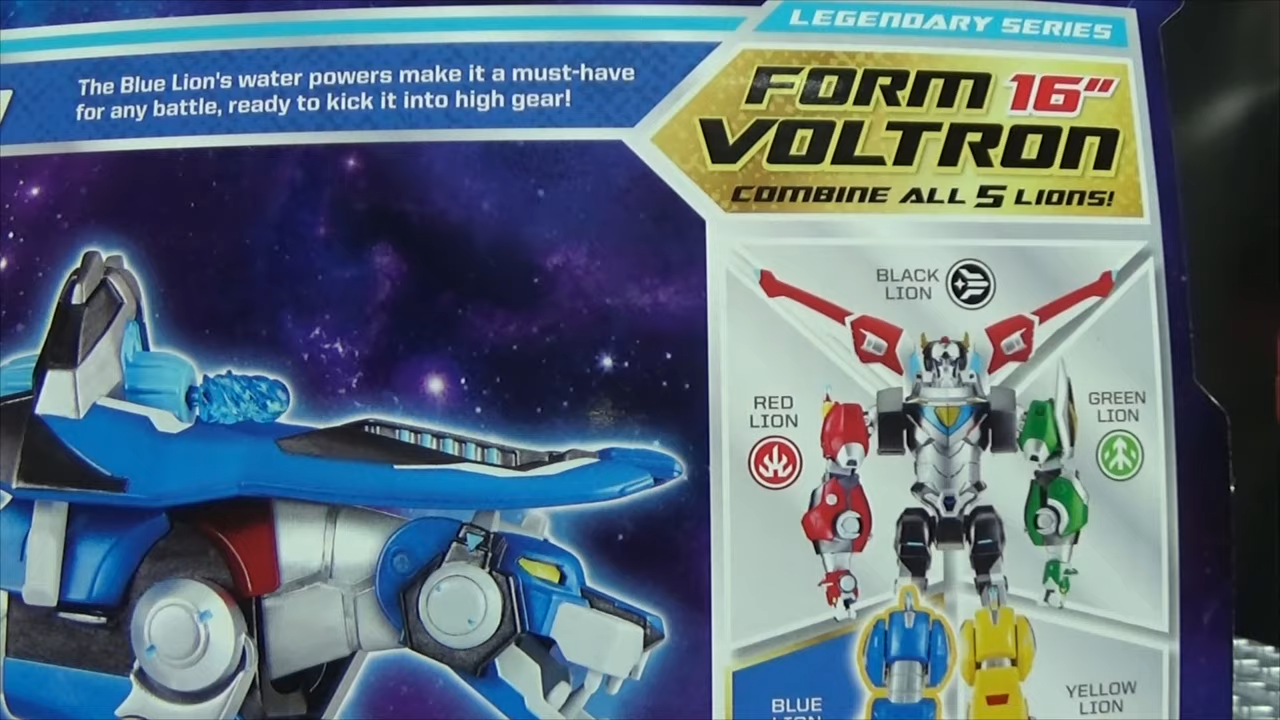 LEGENDARY SERIES
The Blue Lion's water powers make it a must-have
for any battle, ready to kick it into high gear!
FORM 16"
VOLTRON
COMBINE ALL 5 LIONS!
BLACK
LION
RED
LION
GREEN
LION
BLUE
LION
YELLOW
LION